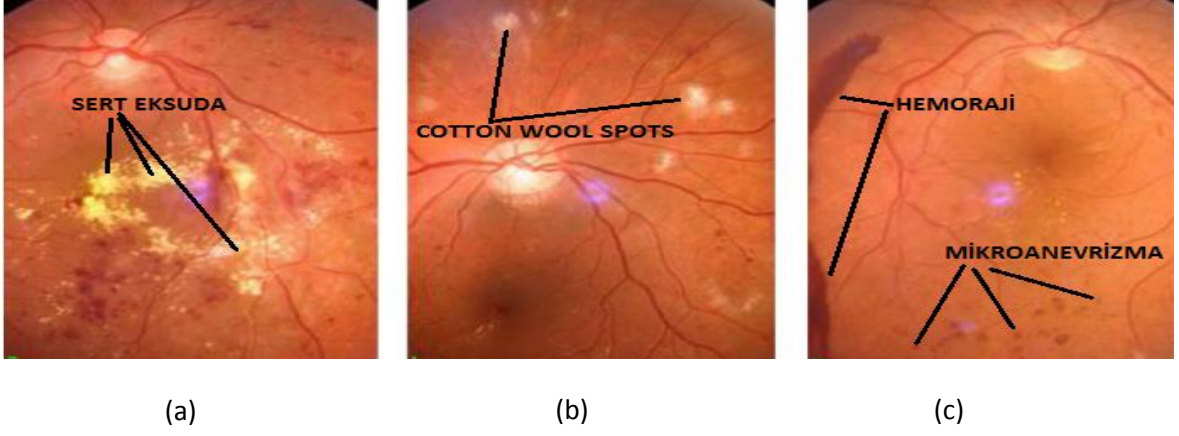 SERT EKSUDA
COTTON WOOL SPOTS
HEMORAJİ
MİKROANEVRİZMA
(a)
(b)
(c)